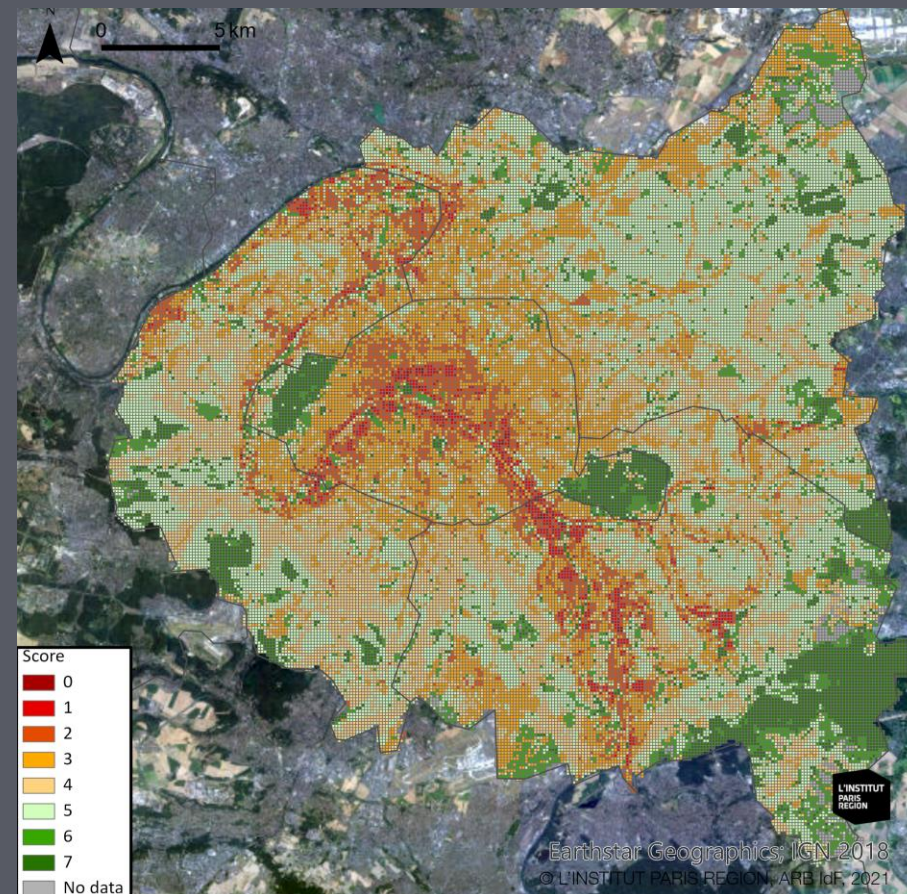 N
0 5 km
Score
0
1
2
3
4
5
6
7
No data
L'INSTITUT
PARIS
REGION
Earthstar Geographics; IGN 2018
© L'INSTITUT PARIS REGION, ARB IdF, 2021